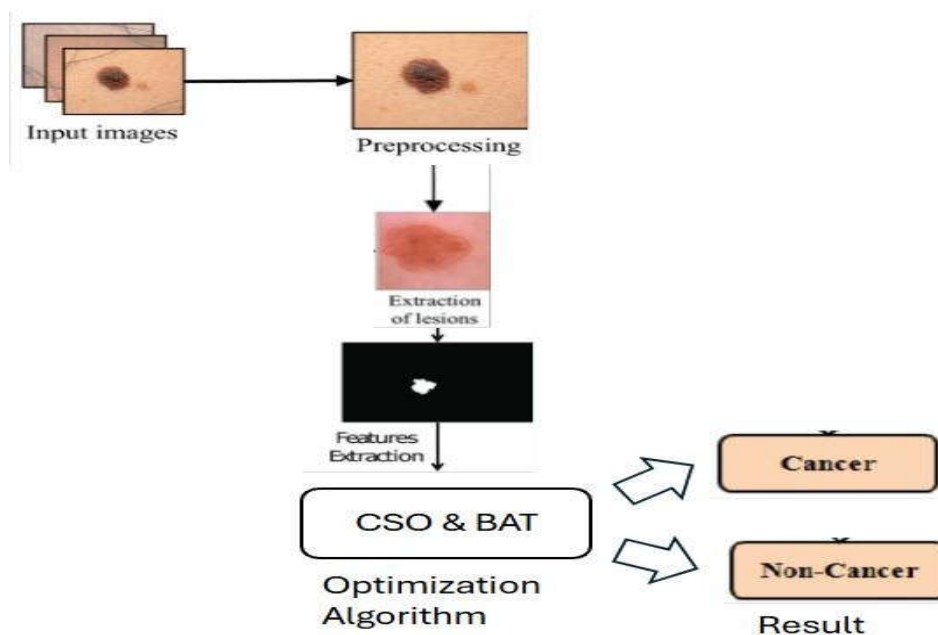 Input images
Preprocessing
Extraction
of lesions
Features
Extraction
CSO & BAT
Optimization
Algorithm
Cancer
Non-Cancer
Result